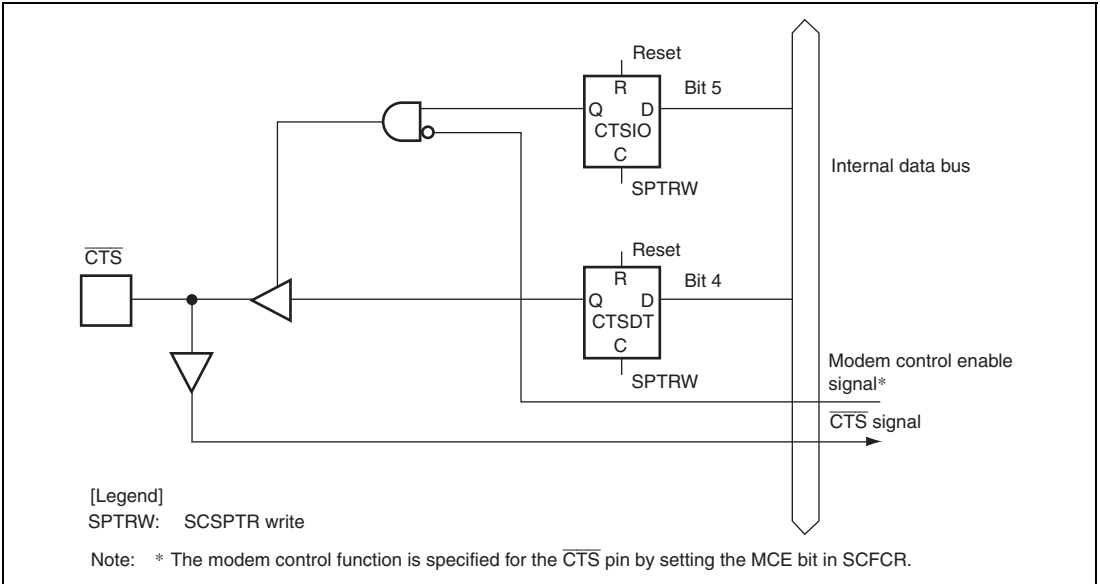 Reset
R
Bit 5
Q D
CTSIO
C
SPTRW
Internal data bus
CTS
Reset
R
Bit 4
Q D
CTSDT
C
SPTRW
Modem control enable
signal*
CTS signal
[Legend]
SPTRW: SCSPTR write
Note: * The modem control function is specified for the CTS pin by setting the MCE bit in SCFCR.